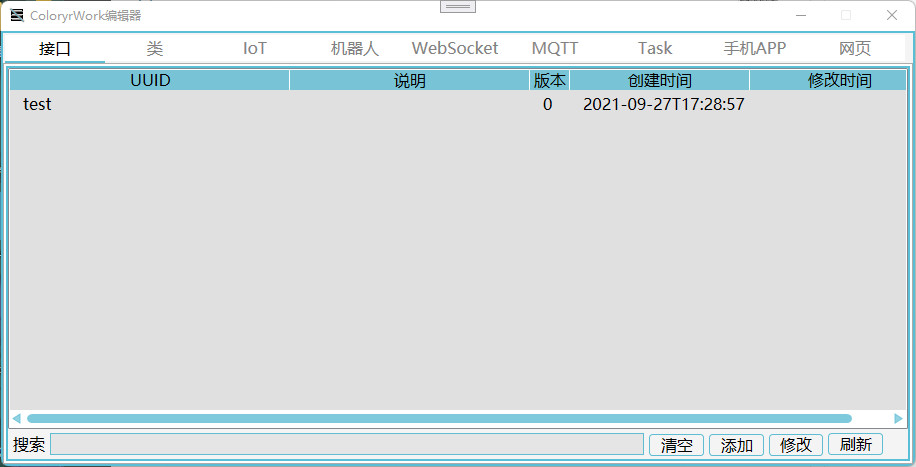 ColoryrWork编辑器
接口 类 IoT 机器人 WebSocket MQTT Task 手机APP 网页
UUID 说明 版本 创建时间 修改时间
test 0 2021-09-27T17:28:57
搜索 清空 添加 修改 刷新